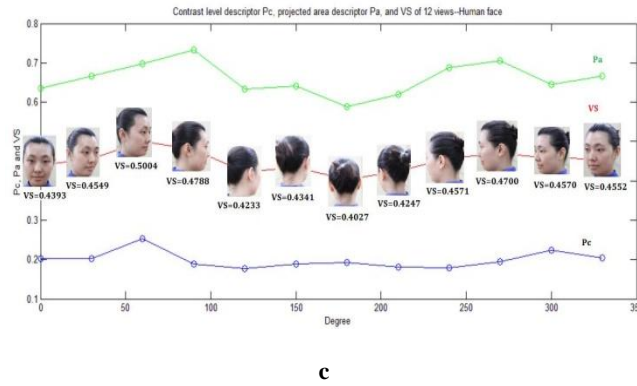 Contrast level descriptor Pc, projected area descriptor Pa, and VS of 12 views--Human face
0.8
0.7
0.6
0.3
0.2
0.1
Pc, Pa and VS
Pa
VS
VS=0.4393
VS=0.4549
VS=0.5004
VS=0.4788
VS=0.4233
VS=0.4341
VS=0.4027
VS=0.4247
VS=0.4571
VS=0.4700
VS=0.4570
VS=0.4552
Pc
0 50 100 150 200 250 300 35
Degree
c